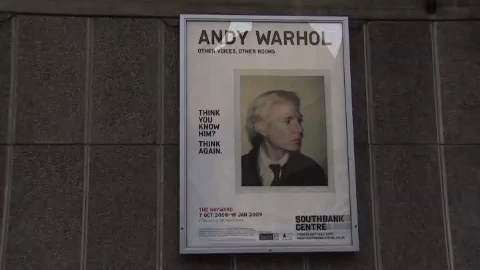 ANDY WARHOL
OTHER VOICES, OTHER ROOMS
THINK
YOU
KNOW
HIM?
THINK
AGAIN.
THE HAYWARD
7 OCT 2008–18 JAN 2009
SOUTHBANK
CENTRE